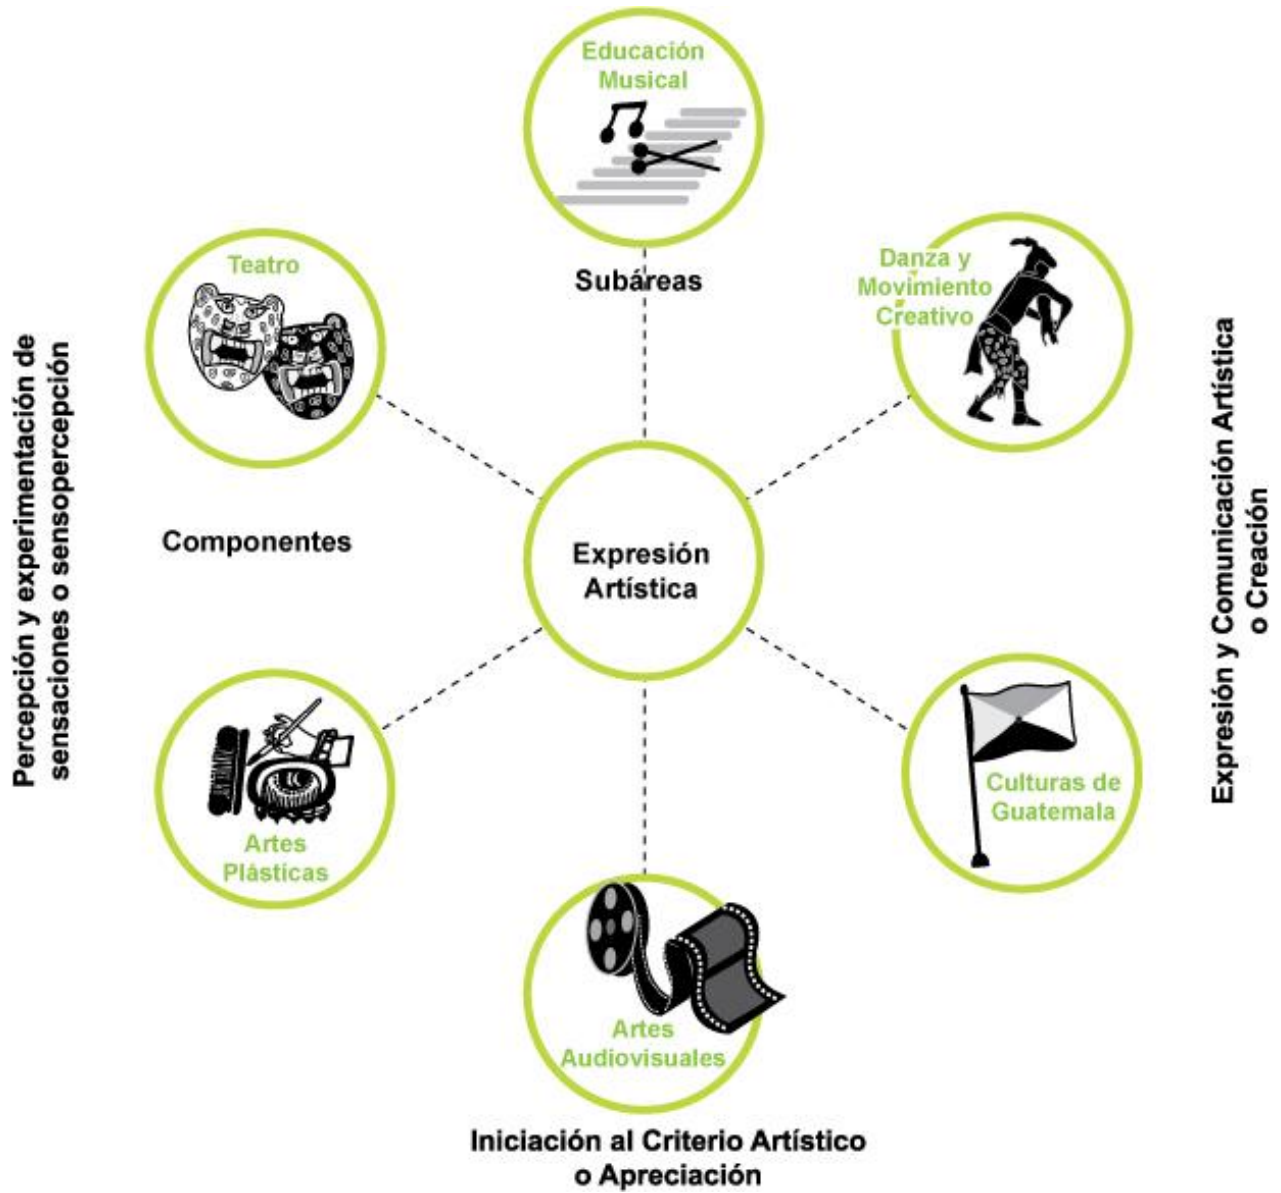 Educación
Musical
Subáreas
Teatro
Danza y
Movimiento
Creativo
Percepción y experimentación de
sensaciones o sensopercepción
Componentes
Expresión
Artística
Expresión y Comunicación Artística
o Creación
Artes
Plásticas
Culturas de
Guatemala
Artes
Audiovisuales
Iniciación al Criterio Artístico
o Apreciación